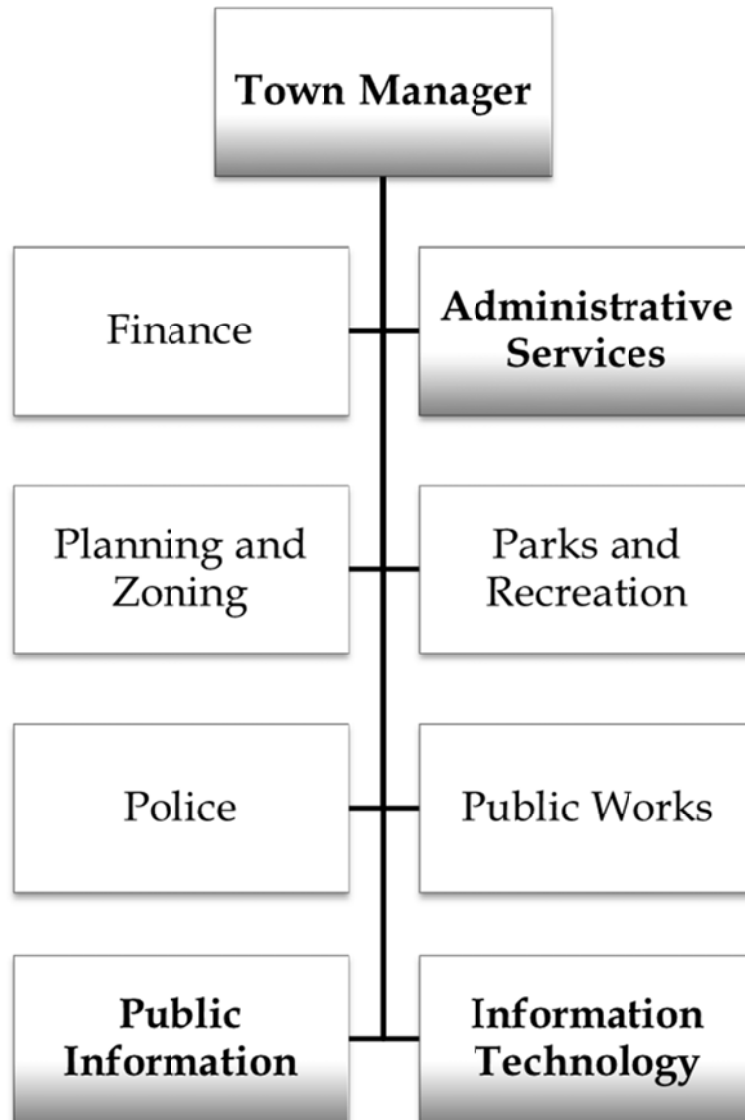 Town Manager
Finance
Administrative
Services
Planning and
Zoning
Parks and
Recreation
Police
Public Works
Public
Information
Information
Technology